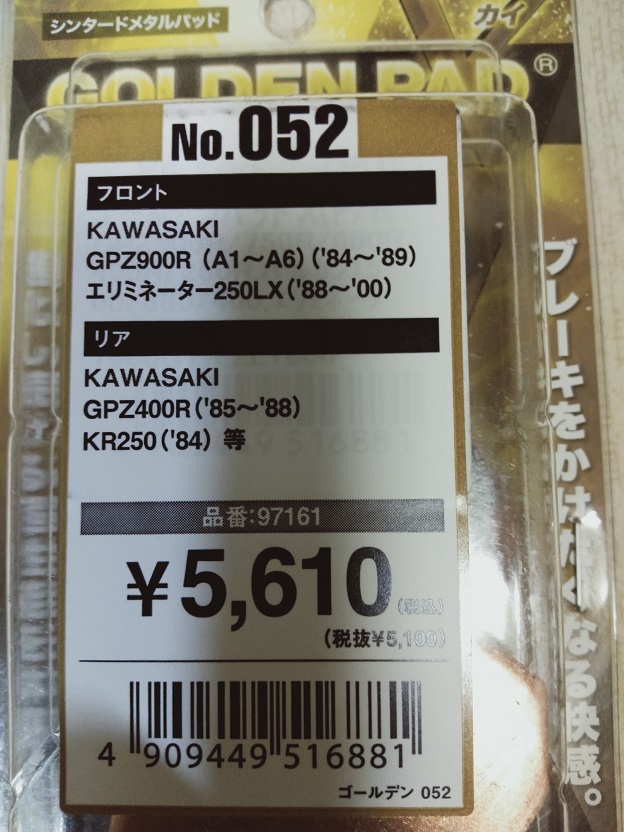 シンタードメタルパッド
カイ
GOLDEN PAD®
No.052
フロント
KAWASAKI
GPZ900R（A1～A6）('84～'89)
エリミネーター250LX('88～'00)
リア
KAWASAKI
GPZ400R('85～'88)
KR250('84) 等
品番:97161
￥5,610(税込)
(税抜¥5,100)
4 909449 516881
ゴールデン 052
ブレーキをかけたくなる快感。